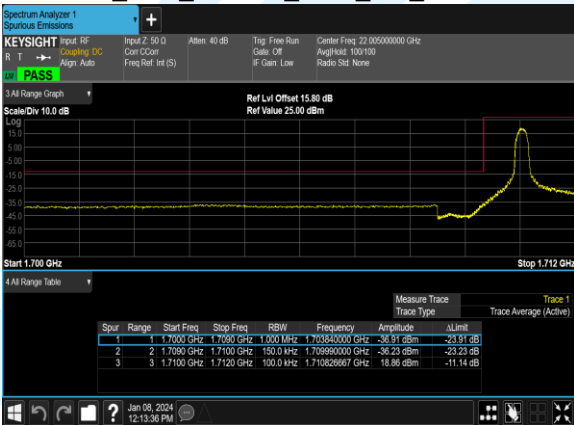 Spectrum Analyzer 1
Spurious Emissions
+
KEYSIGHT Input: RF Input Z: 50 Ω Atten: 40 dB Trig: Free Run Center Freq: 22.005000000 GHz
R T Coupling: DC Corr CCorr Gate: Off Avg|Hold: 100/100
Align: Auto Freq Ref: Int (S) IF Gain: Low Radio Std: None
PASS
3 All Range Graph
Ref Lvl Offset 15.80 dB
Scale/Div 10.0 dB Ref Value 25.00 dBm
Log
15.0
5.00
-5.00
-15.0
-25.0
-35.0
-45.0
-55.0
-65.0
Start 1.700 GHz Stop 1.712 GHz
4 All Range Table
Measure Trace Trace 1
Trace Type Trace Average (Active)
Spur Range Start Freq Stop Freq RBW Frequency Amplitude ΔLimit
1 1 1.7000 GHz 1.7090 GHz 1.000 MHz 1.703840000 GHz -36.91 dBm -23.91 dB
2 2 1.7090 GHz 1.7100 GHz 150.0 kHz 1.709990000 GHz -36.23 dBm -23.23 dB
3 3 1.7100 GHz 1.7120 GHz 100.0 kHz 1.710826667 GHz 18.86 dBm -11.14 dB
? Jan 08, 2024
12:13:36 PM